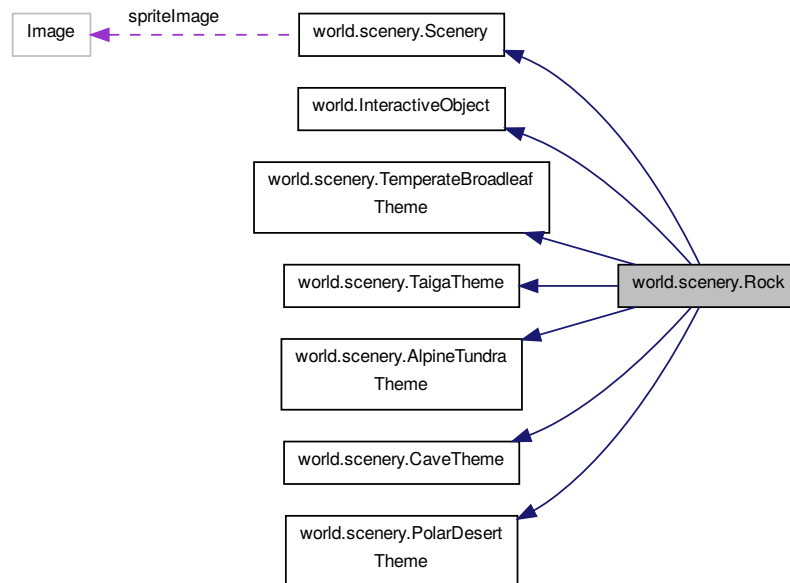 Image
spriteImage
world.scenery.Scenery
world.InteractiveObject
world.scenery.TemperateBroadleaf
Theme
world.scenery.TaigaTheme
world.scenery.Rock
world.scenery.AlpineTundra
Theme
world.scenery.CaveTheme
world.scenery.PolarDesert
Theme